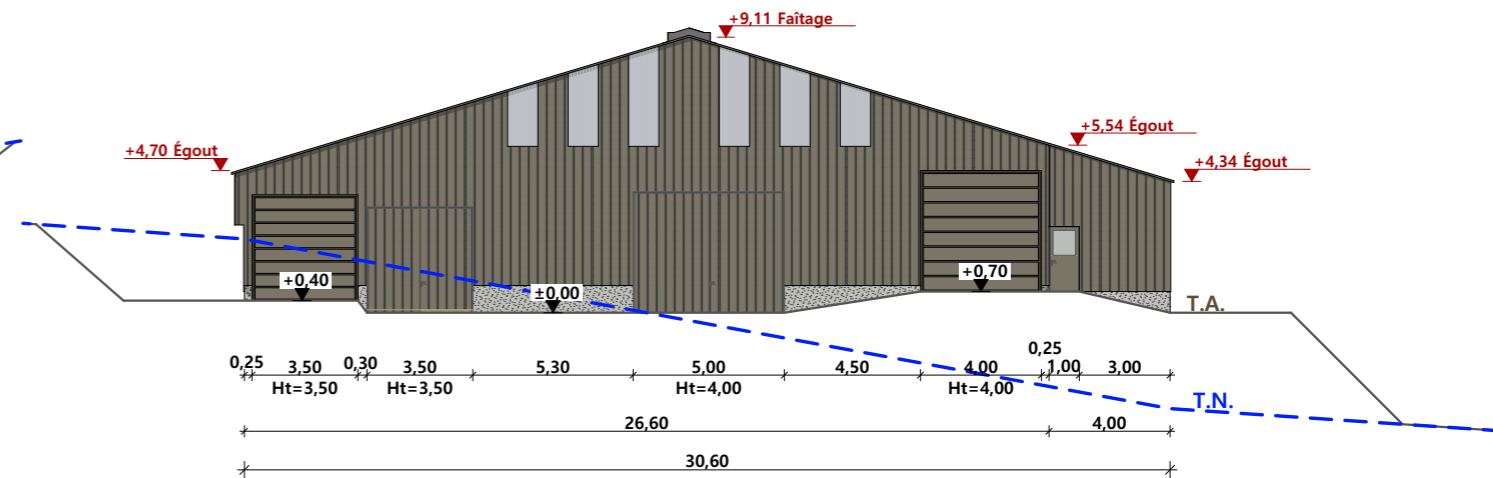 +9,11 Faîtage
+5,54 Égout
+4,70 Égout
+4,34 Égout
+0,40
±0,00
+0,70
T.A.
0,25 3,50 0,30 3,50 5,30 5,00 4,50 4,00 0,25 1,00 3,00
Ht=3,50 Ht=3,50 Ht=4,00 Ht=4,00
T.N.
26,60 4,00
30,60